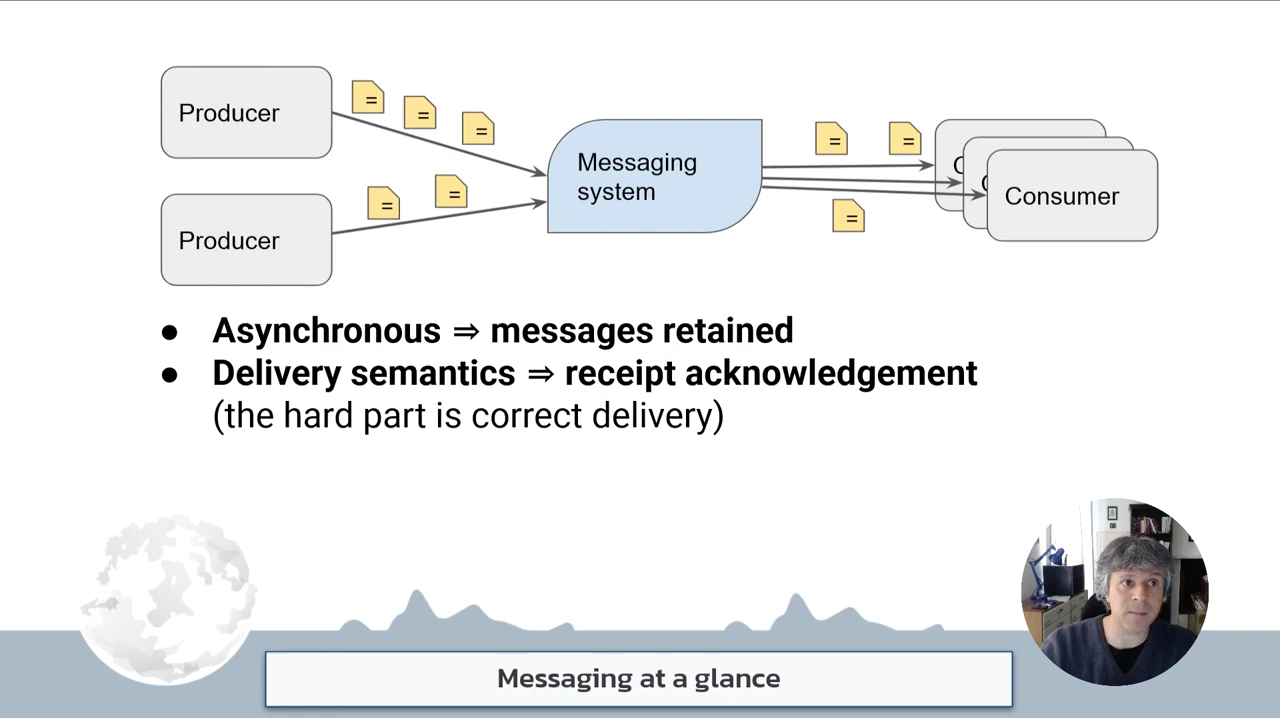 Producer
Producer
Messaging
system
C
C
Consumer
● Asynchronous ⇒ messages retained
● Delivery semantics ⇒ receipt acknowledgement
(the hard part is correct delivery)
Messaging at a glance